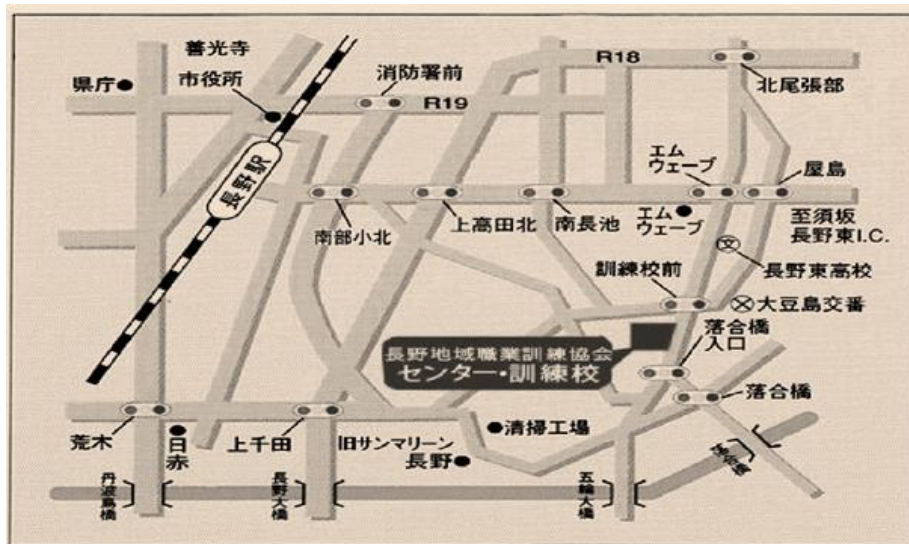 善光寺
県庁
市役所
消防署前
R18
R19
北尾張部
長野駅
エム
ウェーブ
屋島
南部小北
上高田北
南長池
エム
ウェーブ
至須坂
長野東I.C.
長野東高校
訓練校前
大豆島交番
長野地域職業訓練協会
センター・訓練校
落合橋
入口
落合橋
荒木
日赤
上千田
旧サンマリーン
長野
清掃工場
丹波島橋
長野大橋
五輪大橋
落合橋
文